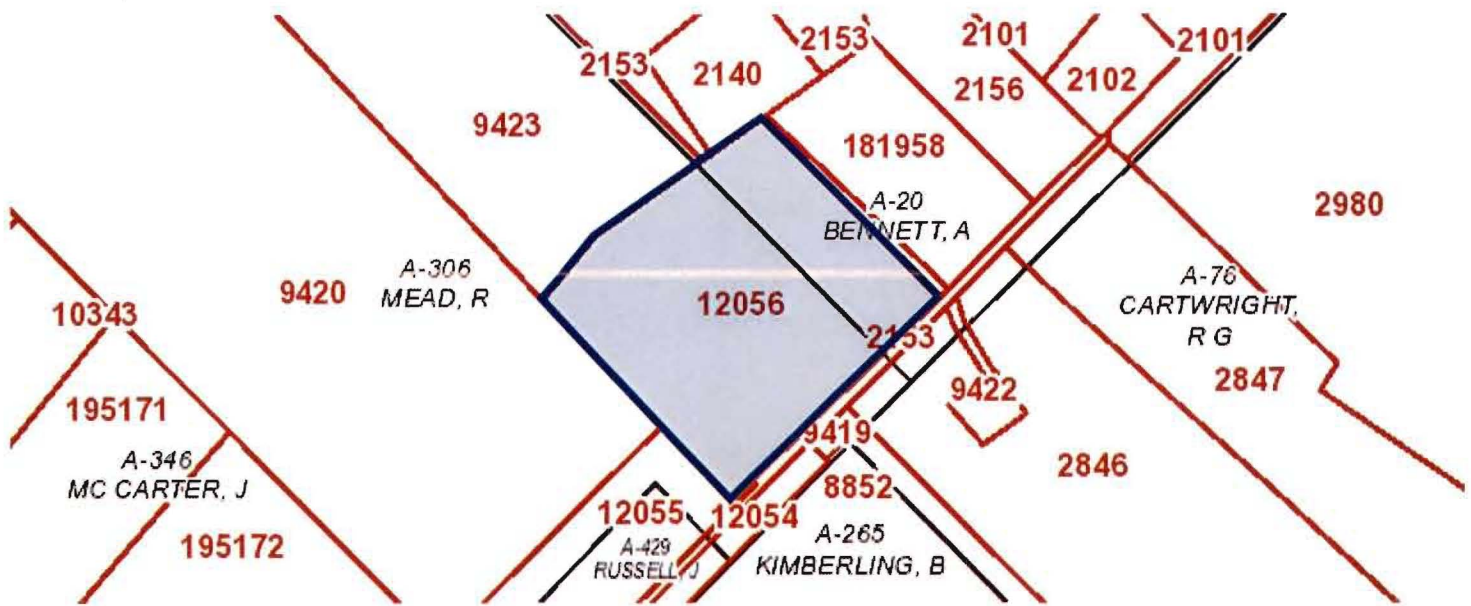 2153
2101
2101
2153
2140
2156
2102
9423
181958
A-20
BENNETT, A
2980
A-306
MEAD, R
9420
12056
A-76
CARTWRIGHT,
R G
10343
2153
9422
2847
195171
9419
2846
A-346
MC CARTER, J
8852
12055
12054
195172
A-429
RUSSELL, J
A-265
KIMBERLING, B